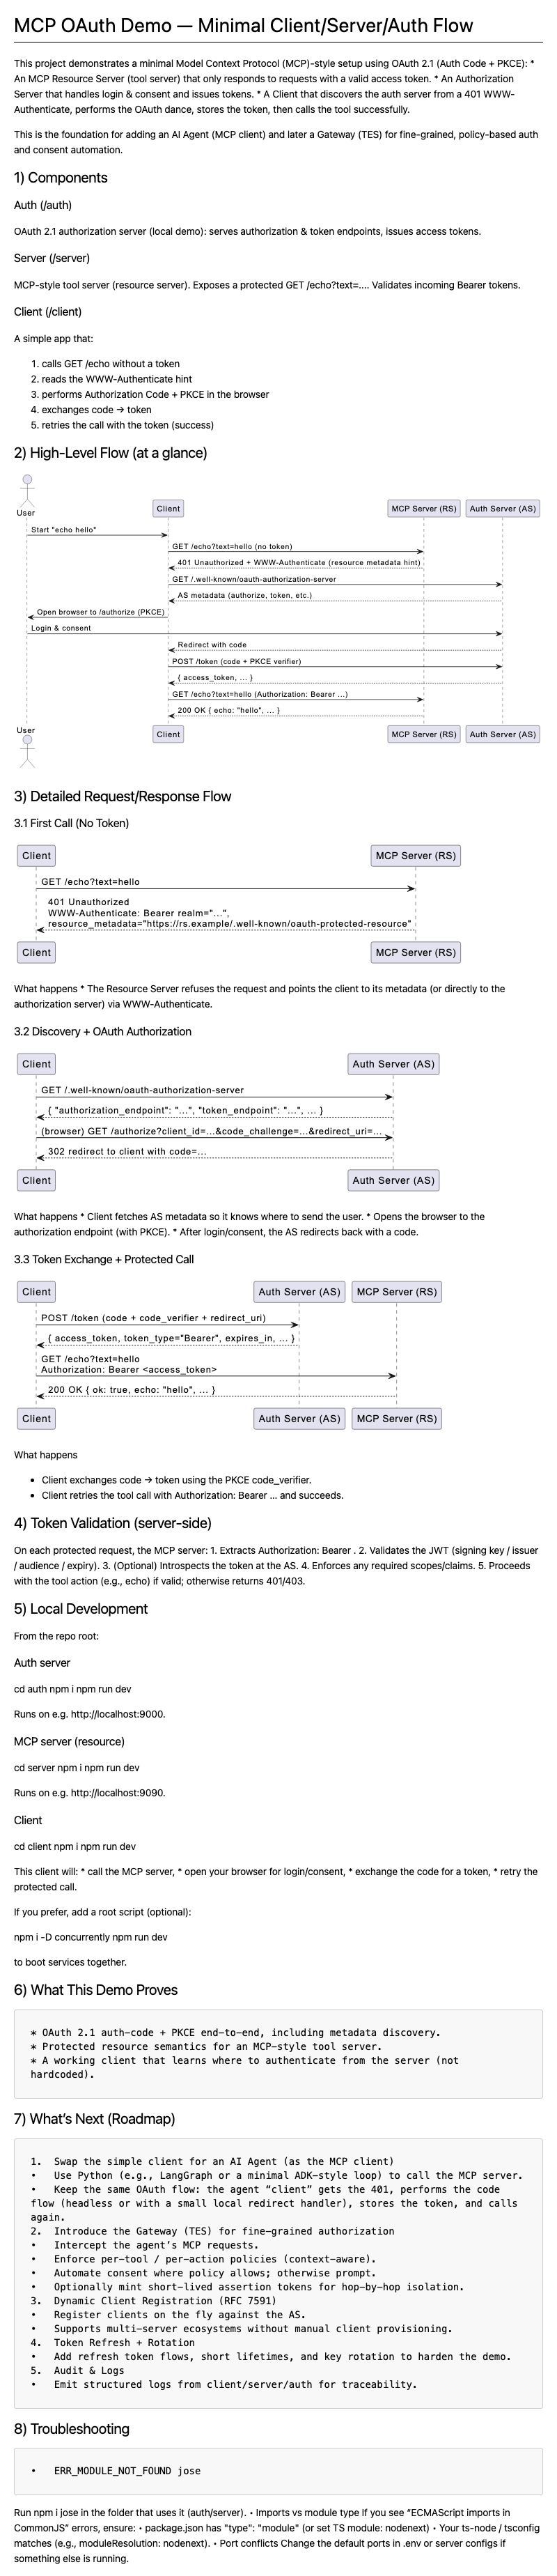 MCP OAuth Demo — Minimal Client/Server/Auth Flow
This project demonstrates a minimal Model Context Protocol (MCP)-style setup using OAuth 2.1 (Auth Code + PKCE): *
An MCP Resource Server (tool server) that only responds to requests with a valid access token. * An Authorization
Server that handles login & consent and issues tokens. * A Client that discovers the auth server from a 401 WWW-
Authenticate, performs the OAuth dance, stores the token, then calls the tool successfully.
This is the foundation for adding an AI Agent (MCP client) and later a Gateway (TES) for fine-grained, policy-based auth
and consent automation.
1) Components
Auth (/auth)
OAuth 2.1 authorization server (local demo): serves authorization & token endpoints, issues access tokens.
Server (/server)
MCP-style tool server (resource server). Exposes a protected GET /echo?text=.... Validates incoming Bearer tokens.
Client (/client)
A simple app that:
1. calls GET /echo without a token
2. reads the WWW-Authenticate hint
3. performs Authorization Code + PKCE in the browser
4. exchanges code → token
5. retries the call with the token (success)
2) High-Level Flow (at a glance)
User
Client
MCP Server (RS)
Auth Server (AS)
Start "echo hello"
GET /echo?text=hello (no token)
401 Unauthorized + WWW-Authenticate (resource metadata hint)
GET /.well-known/oauth-authorization-server
AS metadata (authorize, token, etc.)
Open browser to /authorize (PKCE)
Login & consent
Redirect with code
POST /token (code + PKCE verifier)
{ access_token, ... }
GET /echo?text=hello (Authorization: Bearer ...)
200 OK { echo: "hello", ... }
User
Client
MCP Server (RS)
Auth Server (AS)
3) Detailed Request/Response Flow
3.1 First Call (No Token)
Client
MCP Server (RS)
GET /echo?text=hello
401 Unauthorized
WWW-Authenticate: Bearer realm="...",
resource_metadata="https://rs.example/.well-known/oauth-protected-resource"
Client
MCP Server (RS)
What happens * The Resource Server refuses the request and points the client to its metadata (or directly to the
authorization server) via WWW-Authenticate.
3.2 Discovery + OAuth Authorization
Client
Auth Server (AS)
GET /.well-known/oauth-authorization-server
{ "authorization_endpoint": "...", "token_endpoint": "...", ... }
(browser) GET /authorize?client_id=...&code_challenge=...&redirect_uri=...
302 redirect to client with code=...
Client
Auth Server (AS)
What happens * Client fetches AS metadata so it knows where to send the user. * Opens the browser to the
authorization endpoint (with PKCE). * After login/consent, the AS redirects back with a code.
3.3 Token Exchange + Protected Call
Client
Auth Server (AS)
MCP Server (RS)
POST /token (code + code_verifier + redirect_uri)
{ access_token, token_type="Bearer", expires_in, ... }
GET /echo?text=hello
Authorization: Bearer <access_token>
200 OK { ok: true, echo: "hello", ... }
Client
Auth Server (AS)
MCP Server (RS)
What happens
• Client exchanges code → token using the PKCE code_verifier.
• Client retries the tool call with Authorization: Bearer … and succeeds.
4) Token Validation (server-side)
On each protected request, the MCP server: 1. Extracts Authorization: Bearer . 2. Validates the JWT (signing key / issuer
/ audience / expiry). 3. (Optional) Introspects the token at the AS. 4. Enforces any required scopes/claims. 5. Proceeds
with the tool action (e.g., echo) if valid; otherwise returns 401/403.
5) Local Development
From the repo root:
Auth server
cd auth npm i npm run dev
Runs on e.g. http://localhost:9000.
MCP server (resource)
cd server npm i npm run dev
Runs on e.g. http://localhost:9090.
Client
cd client npm i npm run dev
This client will: * call the MCP server, * open your browser for login/consent, * exchange the code for a token, * retry the
protected call.
If you prefer, add a root script (optional):
npm i -D concurrently npm run dev
to boot services together.
6) What This Demo Proves
* OAuth 2.1 auth-code + PKCE end-to-end, including metadata discovery.
* Protected resource semantics for an MCP-style tool server.
* A working client that learns where to authenticate from the server (not
hardcoded).
7) What's Next (Roadmap)
1. Swap the simple client for an AI Agent (as the MCP client)
• Use Python (e.g., LangGraph or a minimal ADK-style loop) to call the MCP server.
• Keep the same OAuth flow: the agent “client” gets the 401, performs the code
flow (headless or with a small local redirect handler), stores the token, and calls
again.
2. Introduce the Gateway (TES) for fine-grained authorization
• Intercept the agent’s MCP requests.
• Enforce per-tool / per-action policies (context-aware).
• Automate consent where policy allows; otherwise prompt.
• Optionally mint short-lived assertion tokens for hop-by-hop isolation.
3. Dynamic Client Registration (RFC 7591)
• Register clients on the fly against the AS.
• Supports multi-server ecosystems without manual client provisioning.
4. Token Refresh + Rotation
• Add refresh token flows, short lifetimes, and key rotation to harden the demo.
5. Audit & Logs
• Emit structured logs from client/server/auth for traceability.
8) Troubleshooting
• ERR_MODULE_NOT_FOUND jose
Run npm i jose in the folder that uses it (auth/server). • Imports vs module type If you see “ECMAScript imports in
CommonJS” errors, ensure: • package.json has "type": "module" (or set TS module: nodenext) • Your ts-node / tsconfig
matches (e.g., moduleResolution: nodenext). • Port conflicts Change the default ports in .env or server configs if
something else is running.